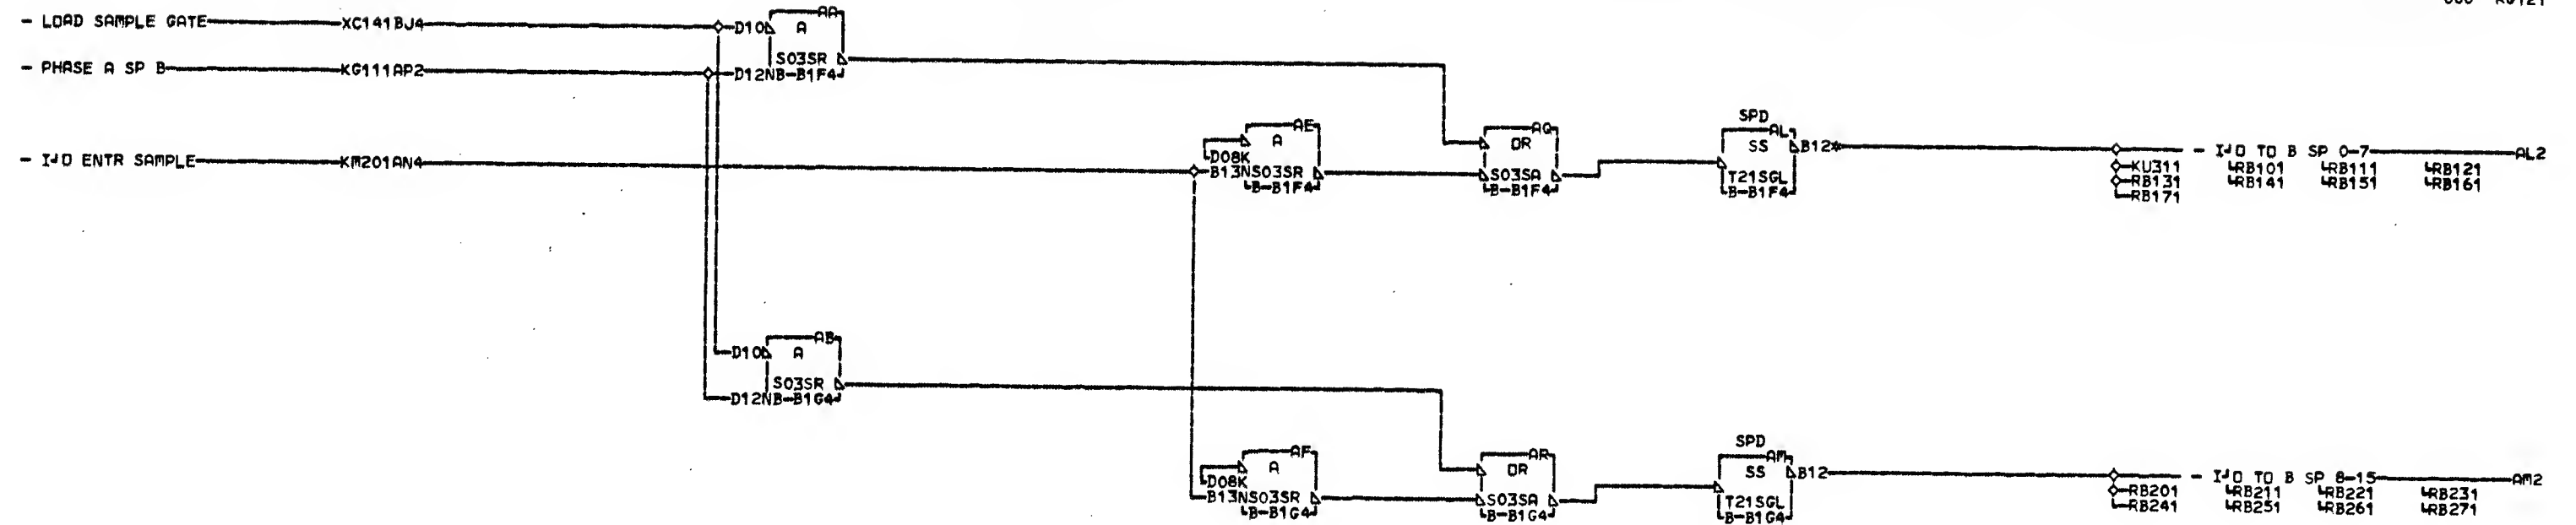 RB121
- LOAD SAMPLE GATE XC141BJ4 D10 AA
A
S03SR
- PHASE A SP B KG111AP2 D12NB-B1F4
SPD
AE AQ AL
A OR SS B12*
D08K
- I/O ENTR SAMPLE KM201AN4 B13NS03SR S03SA T21SGL
B-B1F4 B-B1F4 B-B1F4
- I/O TO B SP 0-7 AL2
KU311 RB101 RB111 RB121
RB131 RB141 RB151 RB161
RB171
AB
D10 A
S03SR
D12NB-B1G4
SPD
AF AR AM
A OR SS B12
D08K
B13NS03SR S03SA T21SGL
B-B1G4 B-B1G4 B-B1G4
- I/O TO B SP 8-15 AM2
RB201 RB211 RB221 RB231
RB241 RB251 RB261 RB271